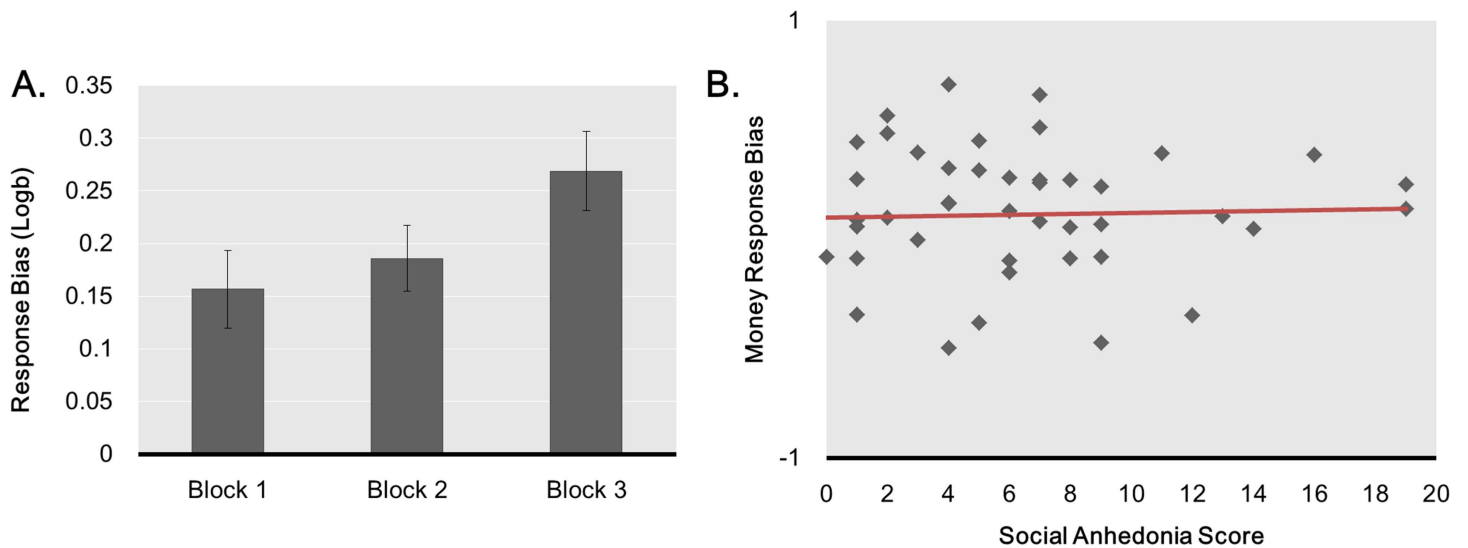 A.
Response Bias (Logb)
0.35
0.3
0.25
0.2
0.15
0.1
0.05
0
Block 1 Block 2 Block 3
B.
Money Response Bias
1
-1
0 2 4 6 8 10 12 14 16 18 20
Social Anhedonia Score